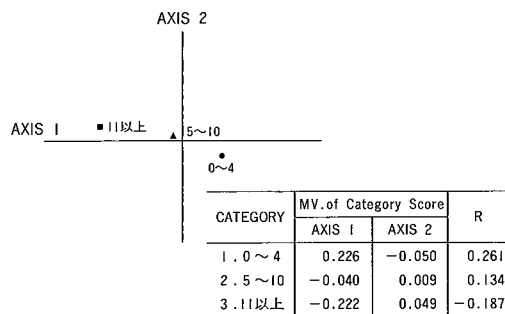 AXIS 2
AXIS 1 ■ 11以上 ▲ 5～10
● 0～4
CATEGORY MV. of Category Score R
AXIS 1 AXIS 2
1. 0～4 0.226 −0.050 0.261
2. 5～10 −0.040 0.009 0.134
3. 11以上 −0.222 0.049 −0.187